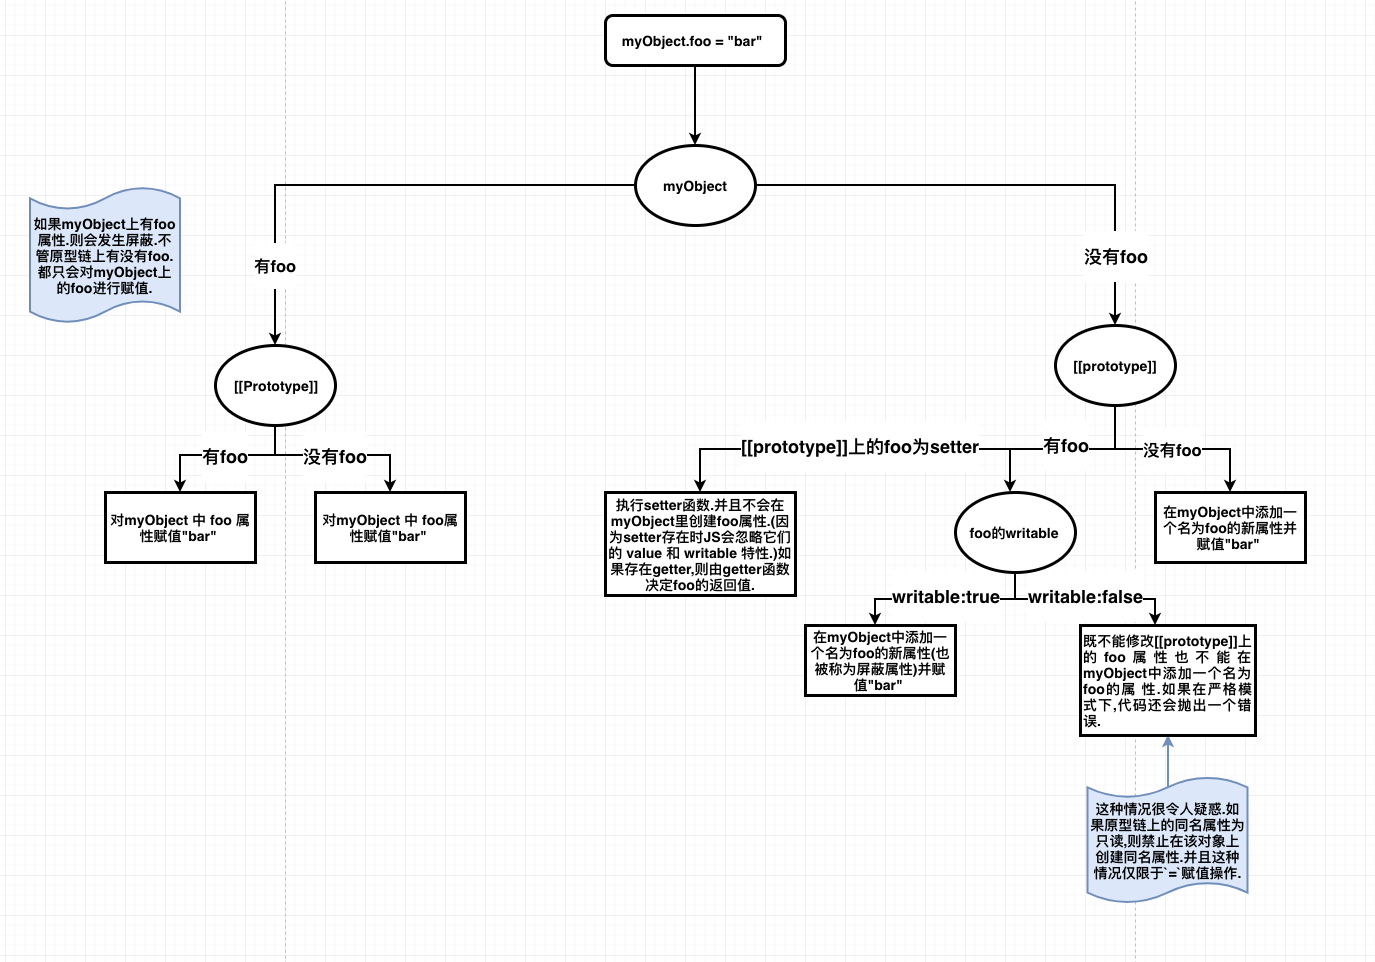 myObject.foo = "bar"
myObject
如果myObject上有foo
属性.则会发生屏蔽.不
管原型链上有没有foo.
都只会对myObject上
的foo进行赋值.
有foo
没有foo
[[Prototype]]
[[prototype]]
有foo
没有foo
[[prototype]]上的foo为setter
有foo
没有foo
对myObject 中 foo 属
性赋值"bar"
对myObject 中 foo属
性赋值"bar"
执行setter函数.并且不会在
myObject里创建foo属性.(因
为setter存在时JS会忽略它们
的 value 和 writable 特性.)如
果存在getter,则由getter函数
决定foo的返回值.
foo的writable
在myObject中添加一
个名为foo的新属性并
赋值"bar"
writable:true
writable:false
在myObject中添加一
个名为foo的新属性(也
被称为屏蔽属性)并赋
值"bar"
既不能修改[[prototype]]上
的 foo 属 性 也 不 能 在
myObject中添加一个名为
foo的属 性.如果在严格模
式下,代码还会抛出一个错
误.
这种情况很令人疑惑.如
果原型链上的同名属性为
只读,则禁止在该对象上
创建同名属性.并且这种
情况仅限于`=`赋值操作.